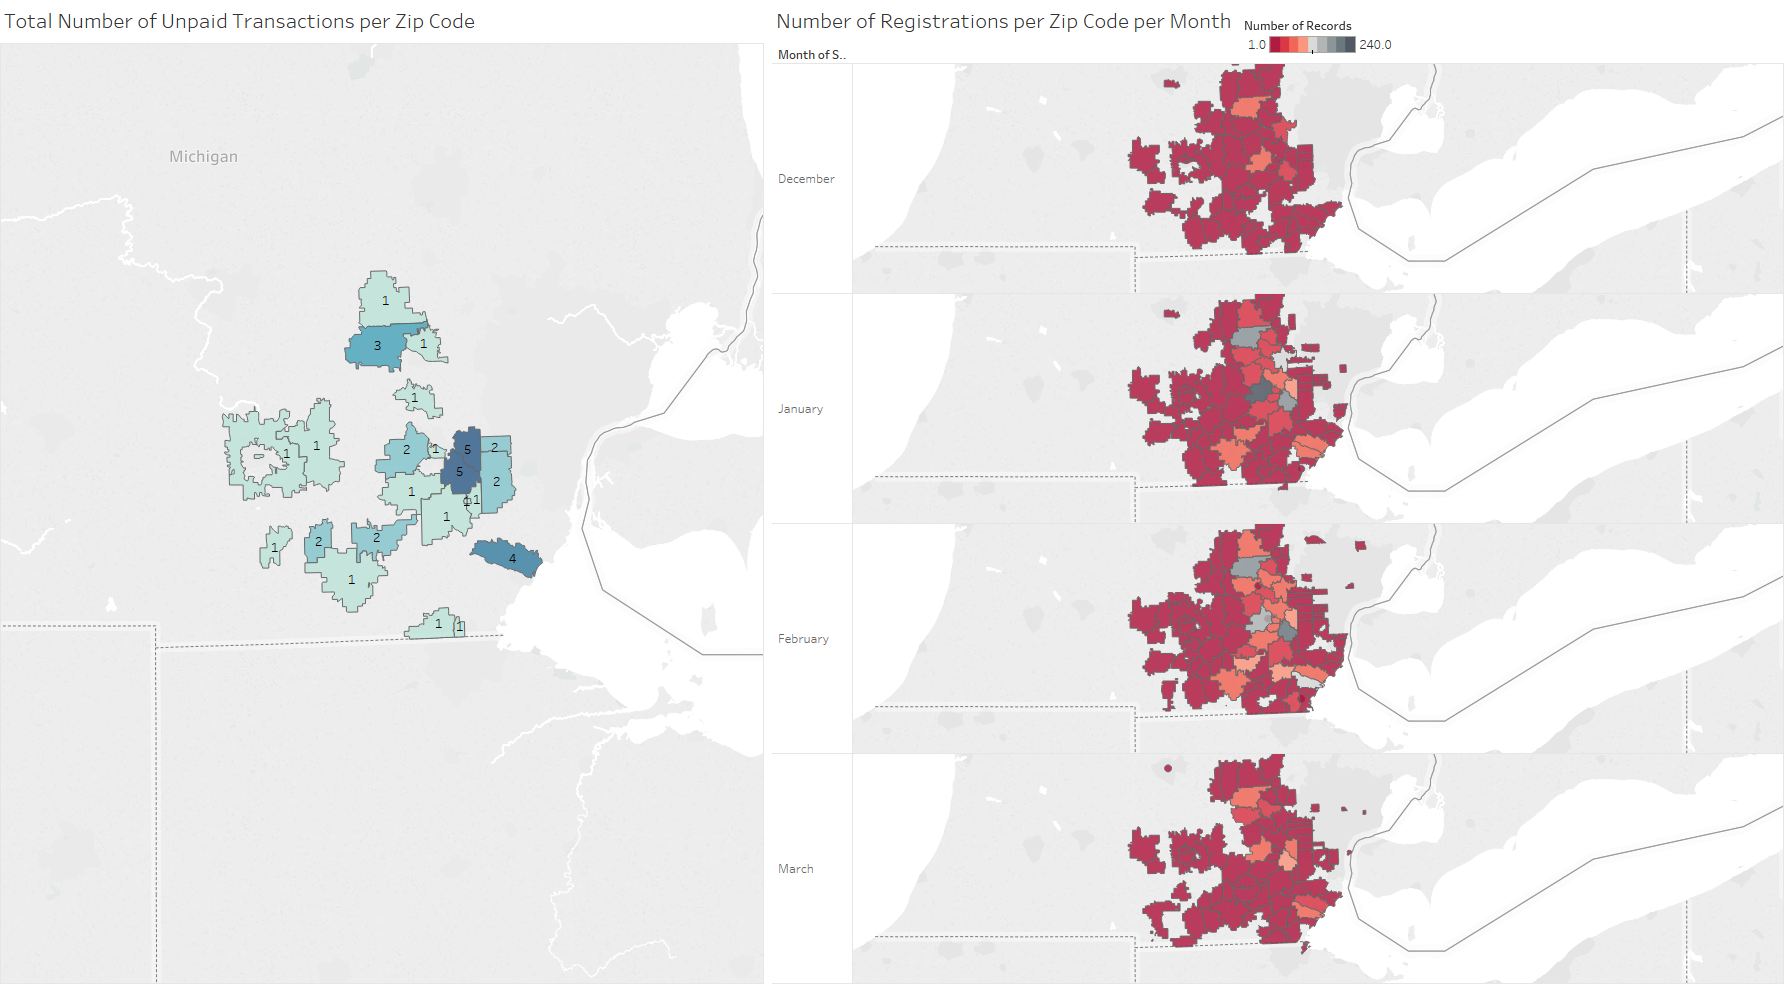 Total Number of Unpaid Transactions per Zip Code
Michigan
1
3
1
1
1
1
2
1
5
2
5
2
1
1
1
1
2
2
1
4
1
1
Number of Registrations per Zip Code per Month
Number of Records
1.0
240.0
Month of S..
December
January
February
March